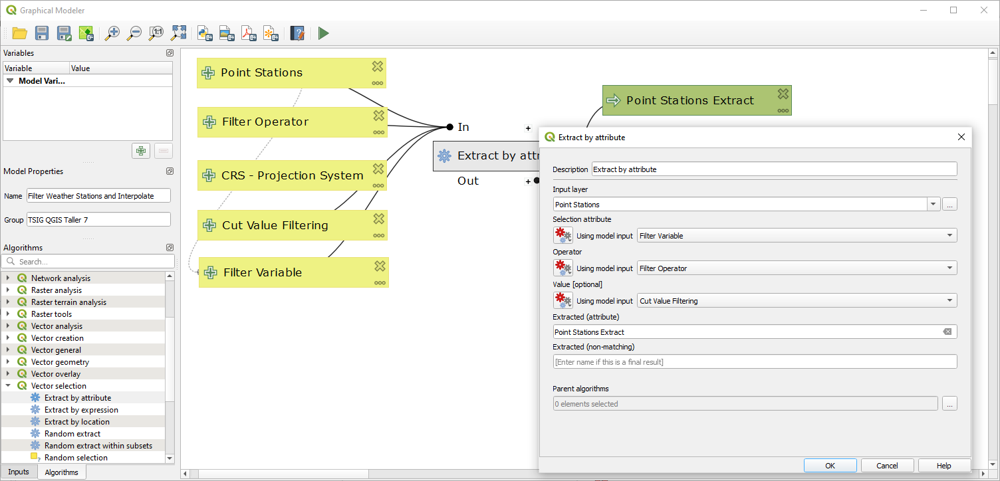 Graphical Modeler
1:1
Variables
Variable Value
Model Vari...
Model Properties
Name Filter Weather Stations and Interpolate
Group TSIG QGIS Taller 7
Algorithms
Search...
Network analysis
Raster analysis
Raster terrain analysis
Raster tools
Vector analysis
Vector creation
Vector general
Vector geometry
Vector overlay
Vector selection
Extract by attribute
Extract by expression
Extract by location
Random extract
Random extract within subsets
Random selection
Inputs Algorithms
Point Stations
Filter Operator
CRS - Projection System
Cut Value Filtering
Filter Variable
In +
Extract by attr
Out +
Point Stations Extract
Extract by attribute
Description Extract by attribute
Input layer
Point Stations ...
Selection attribute
Using model input Filter Variable
Operator
Using model input Filter Operator
Value [optional]
Using model input Cut Value Filtering
Extracted (attribute)
Point Stations Extract
Extracted (non-matching)
[Enter name if this is a final result]
Parent algorithms
0 elements selected ...
OK Cancel Help